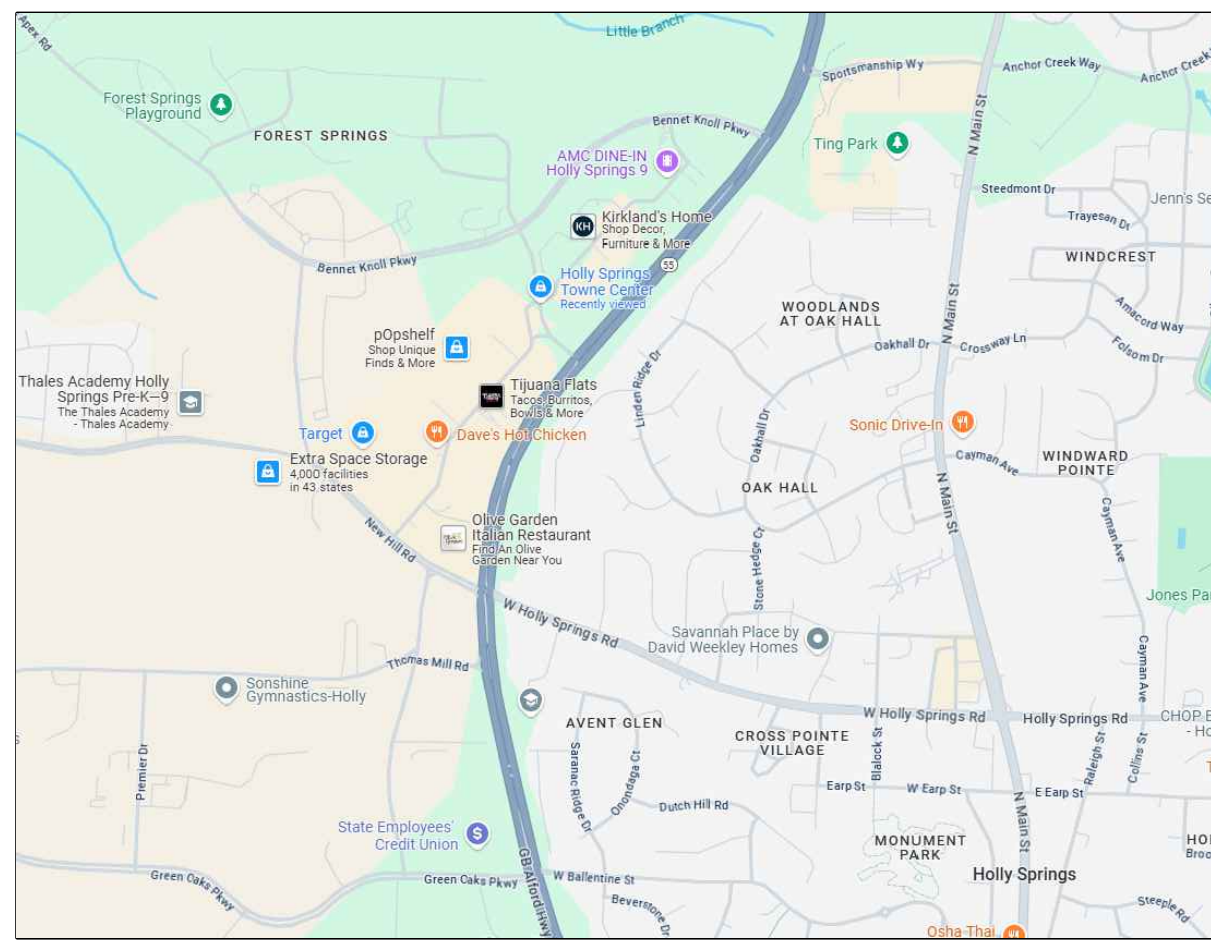 Apex Rd
Little Branch
Sportsmanship Wy
Anchor Creek Way
Anchor Creek
Forest Springs
Playground
FOREST SPRINGS
Bennet Knoll Pkwy
N Main St
Ting Park
AMC DINE-IN
Holly Springs 9
Steedmont Dr
Jenn's Se
Trayesan Dr
Kirkland's Home
Shop Decor,
Furniture & More
KH
Bennet Knoll Pkwy
55
WINDCREST
Holly Springs
Towne Center
Recently viewed
WOODLANDS
AT OAK HALL
N Main St
Amacord Way
pOpshelf
Shop Unique
Finds & More
Oakhall Dr
Crossway Ln
Folsom Dr
Thales Academy Holly
Springs Pre-K—9
The Thales Academy
- Thales Academy
Tijuana Flats
Tacos, Burritos,
Bowls & More
Linden Ridge Dr
Target
Dave's Hot Chicken
Oakhall Dr
Sonic Drive-In
Extra Space Storage
4,000 facilities
in 43 states
Cayman Ave
WINDWARD
POINTE
OAK HALL
N Main St
New Hill Rd
Olive Garden
Italian Restaurant
Find An Olive
Garden Near You
Cayman Ave
Stone Hedge Ct
Jones Pa
W Holly Springs Rd
Savannah Place by
David Weekley Homes
Cayman Ave
Thomas Mill Rd
Sonshine
Gymnastics-Holly
s
AVENT GLEN
W Holly Springs Rd
Holly Springs Rd
CHOP
- Ho
CROSS POINTE
VILLAGE
Blalock St
Raleigh St
Collins St
Premier Dr
Saranac Ridge Dr
Onondaga Ct
Earp St
W Earp St
E Earp St
Dutch Hill Rd
N Main St
State Employees'
Credit Union
$
MONUMENT
PARK
HO
Broo
Green Oaks Pkwy
Green Oaks Pkwy
GB Alford Hwy
W Ballentine St
Holly Springs
Beverstone Dr
Steeple Rd
Osha Thai